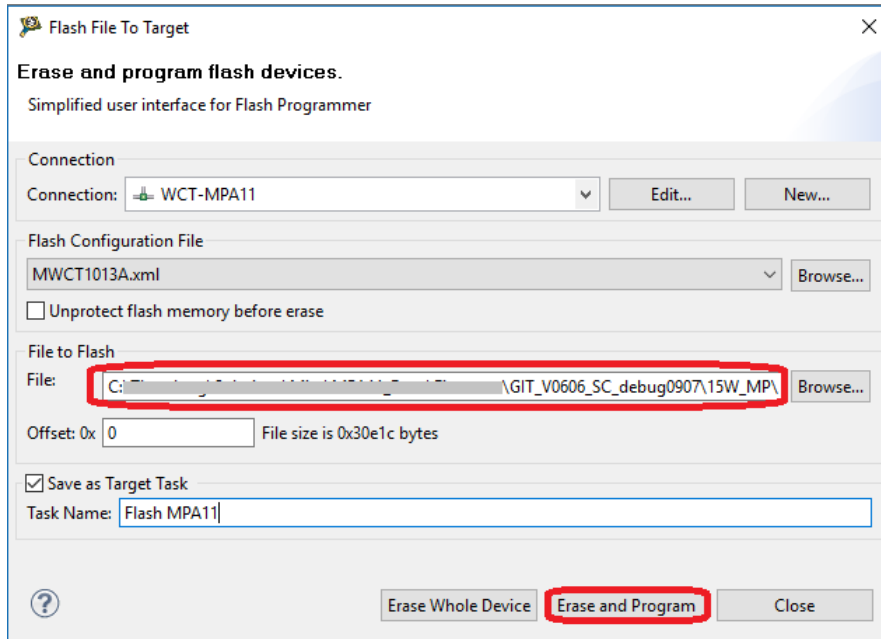 Flash File To Target
Erase and program flash devices.
Simplified user interface for Flash Programmer
Connection
Connection: WCT-MPA11 Edit... New...
Flash Configuration File
MWCT1013A.xml Browse...
Unprotect flash memory before erase
File to Flash
File: C:\ \GIT_V0606_SC_debug0907\15W_MP\ Browse...
Offset: 0x 0 File size is 0x30e1c bytes
Save as Target Task
Task Name: Flash MPA11
? Erase Whole Device Erase and Program Close